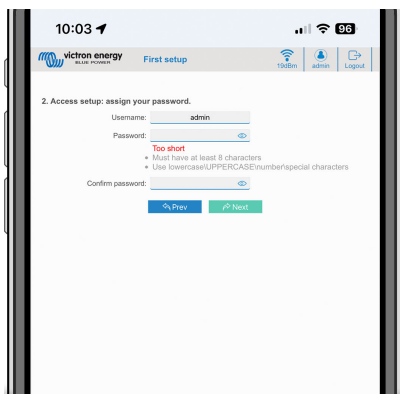 10:03
96
victron energy
BLUE POWER
First setup
19dBm
admin
Logout
2. Access setup: assign your password.
Username:
admin
Password:
Too short
Must have at least 8 characters
Use lowercase\UPPERCASE\number\special characters
Confirm password:
Prev
Next